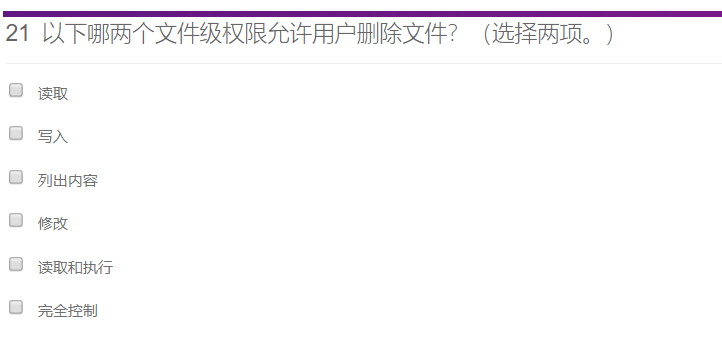 21 以下哪两个文件级权限允许用户删除文件？（选择两项。）
读取
写入
列出内容
修改
读取和执行
完全控制